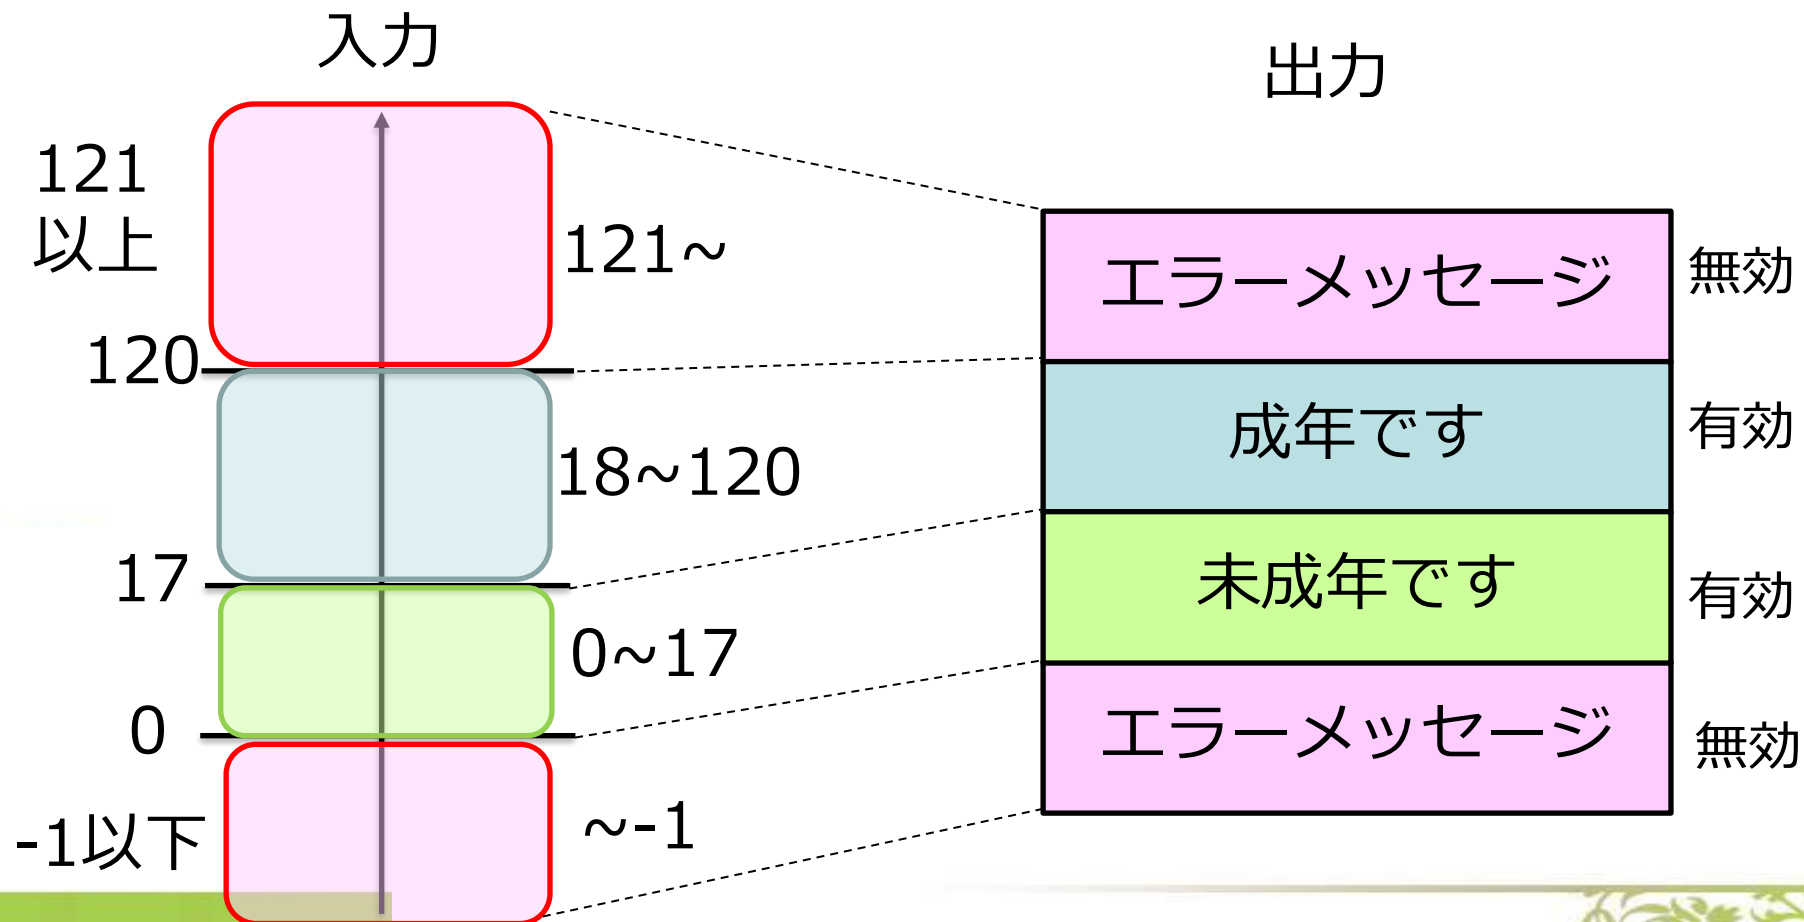 入力
出力
121
以上
121~
エラーメッセージ
無効
120
成年です
有効
18~120
17
未成年です
有効
0~17
0
エラーメッセージ
無効
-1以下
~-1